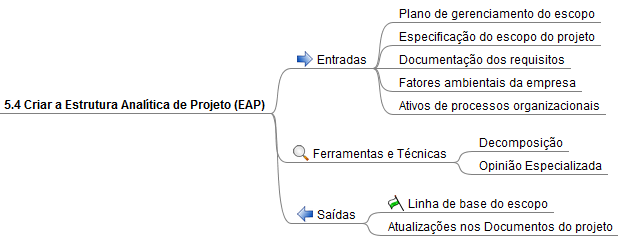 5.4 Criar a Estrutura Analítica de Projeto (EAP)
Entradas
Plano de gerenciamento do escopo
Especificação do escopo do projeto
Documentação dos requisitos
Fatores ambientais da empresa
Ativos de processos organizacionais
Ferramentas e Técnicas
Decomposição
Opinião Especializada
Saídas
Linha de base do escopo
Atualizações nos Documentos do projeto